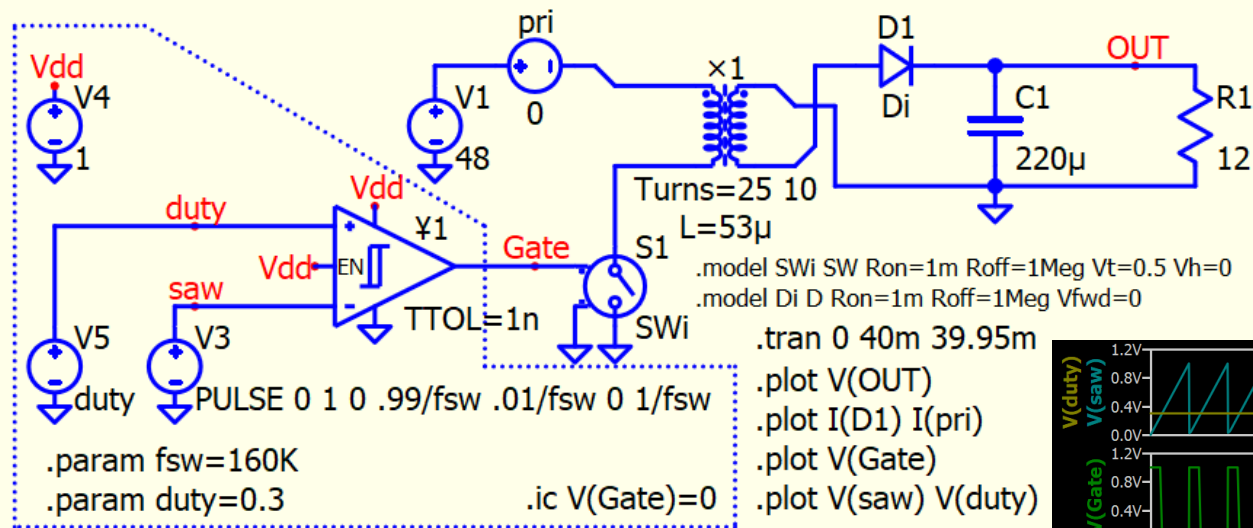 pri
D1
×1
OUT
Vdd
V4
V1
0
Di
C1
R1
1
48
220µ
12
Vdd
Turns=25 10
duty
¥1
L=53µ
Vdd
EN
Gate
S1
.model SWi SW Ron=1m Roff=1Meg Vt=0.5 Vh=0
saw
.model Di D Ron=1m Roff=1Meg Vfwd=0
TTOL=1n
SWi
V5
V3
.tran 0 40m 39.95m
duty
PULSE 0 1 0 .99/fsw .01/fsw 0 1/fsw
.plot V(OUT)
.plot I(D1) I(pri)
.param fsw=160K
.plot V(Gate)
.param duty=0.3
.ic V(Gate)=0
.plot V(saw) V(duty)
V(duty)
V(saw)
1.2V
0.8V
0.4V
0.0V
V(Gate)
1.2V
0.8V
0.4V